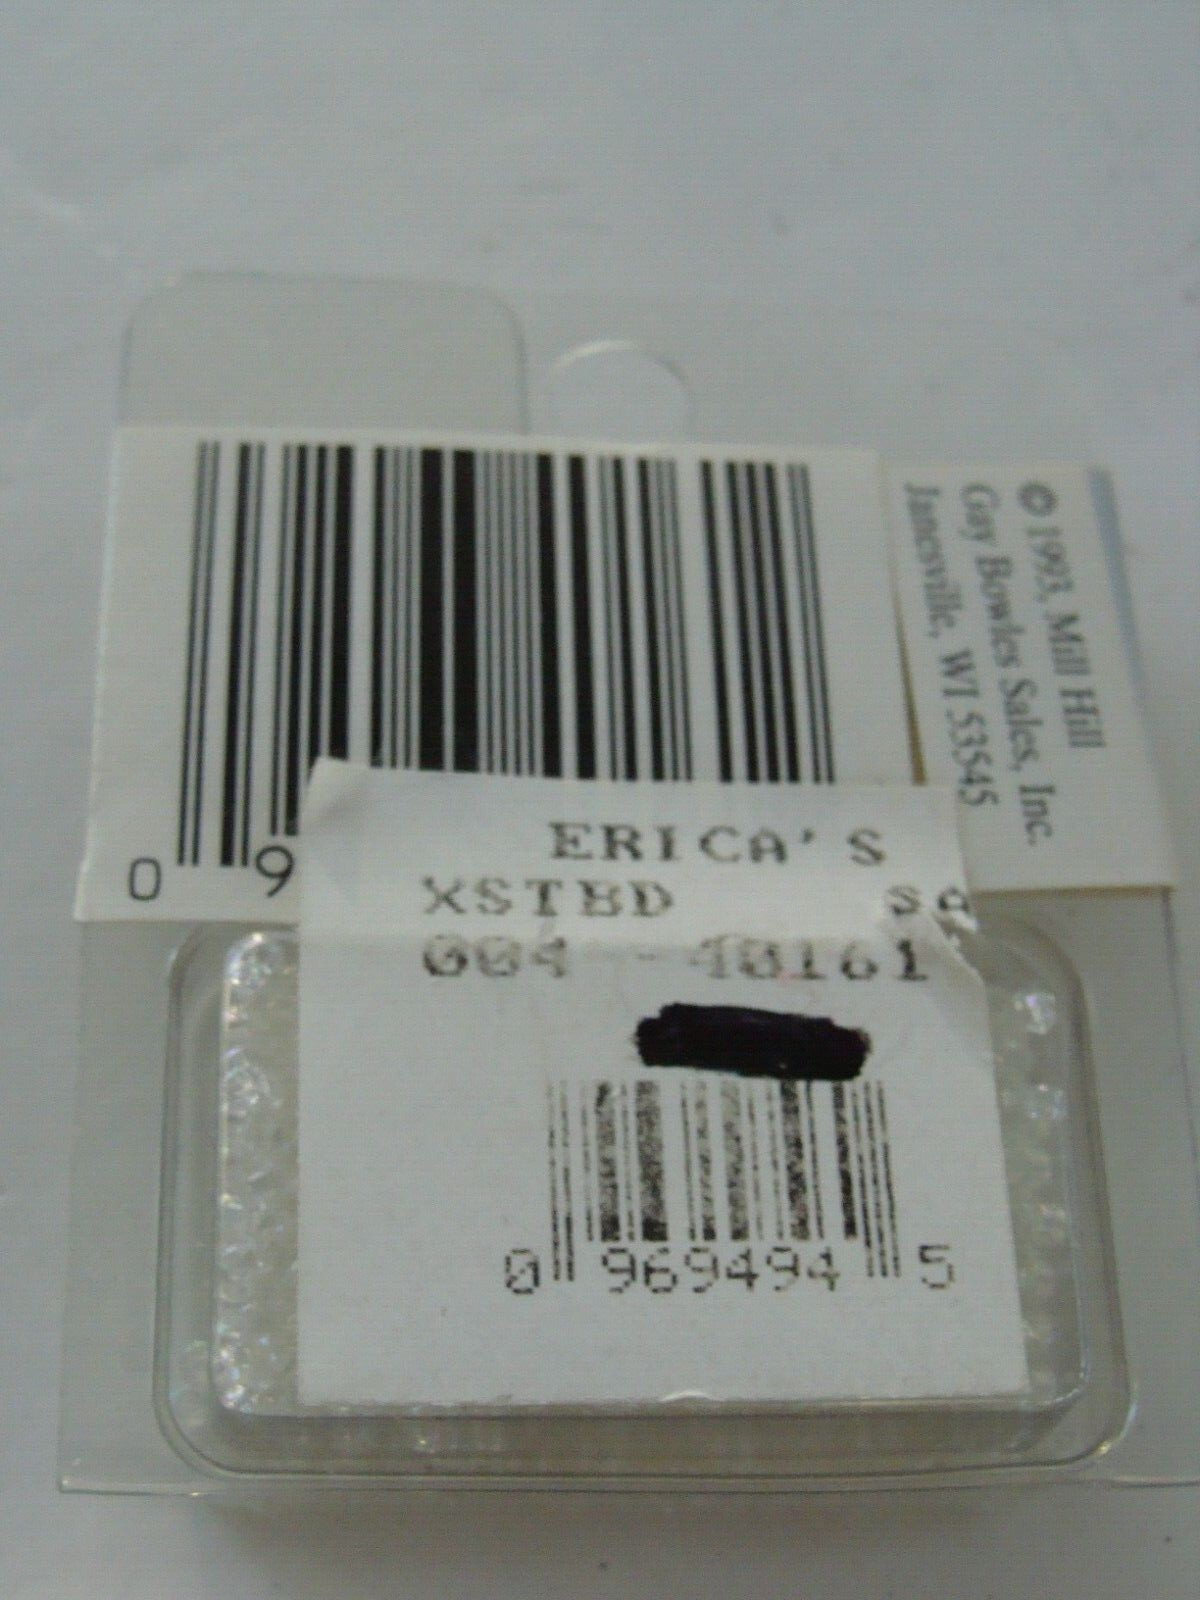 © 1993, Mill Hill
Gay Bowles Sales, Inc.
Janesville, WI 53545
0 9
ERICA'S
XSTBD
004 - 40161
0 969494 5